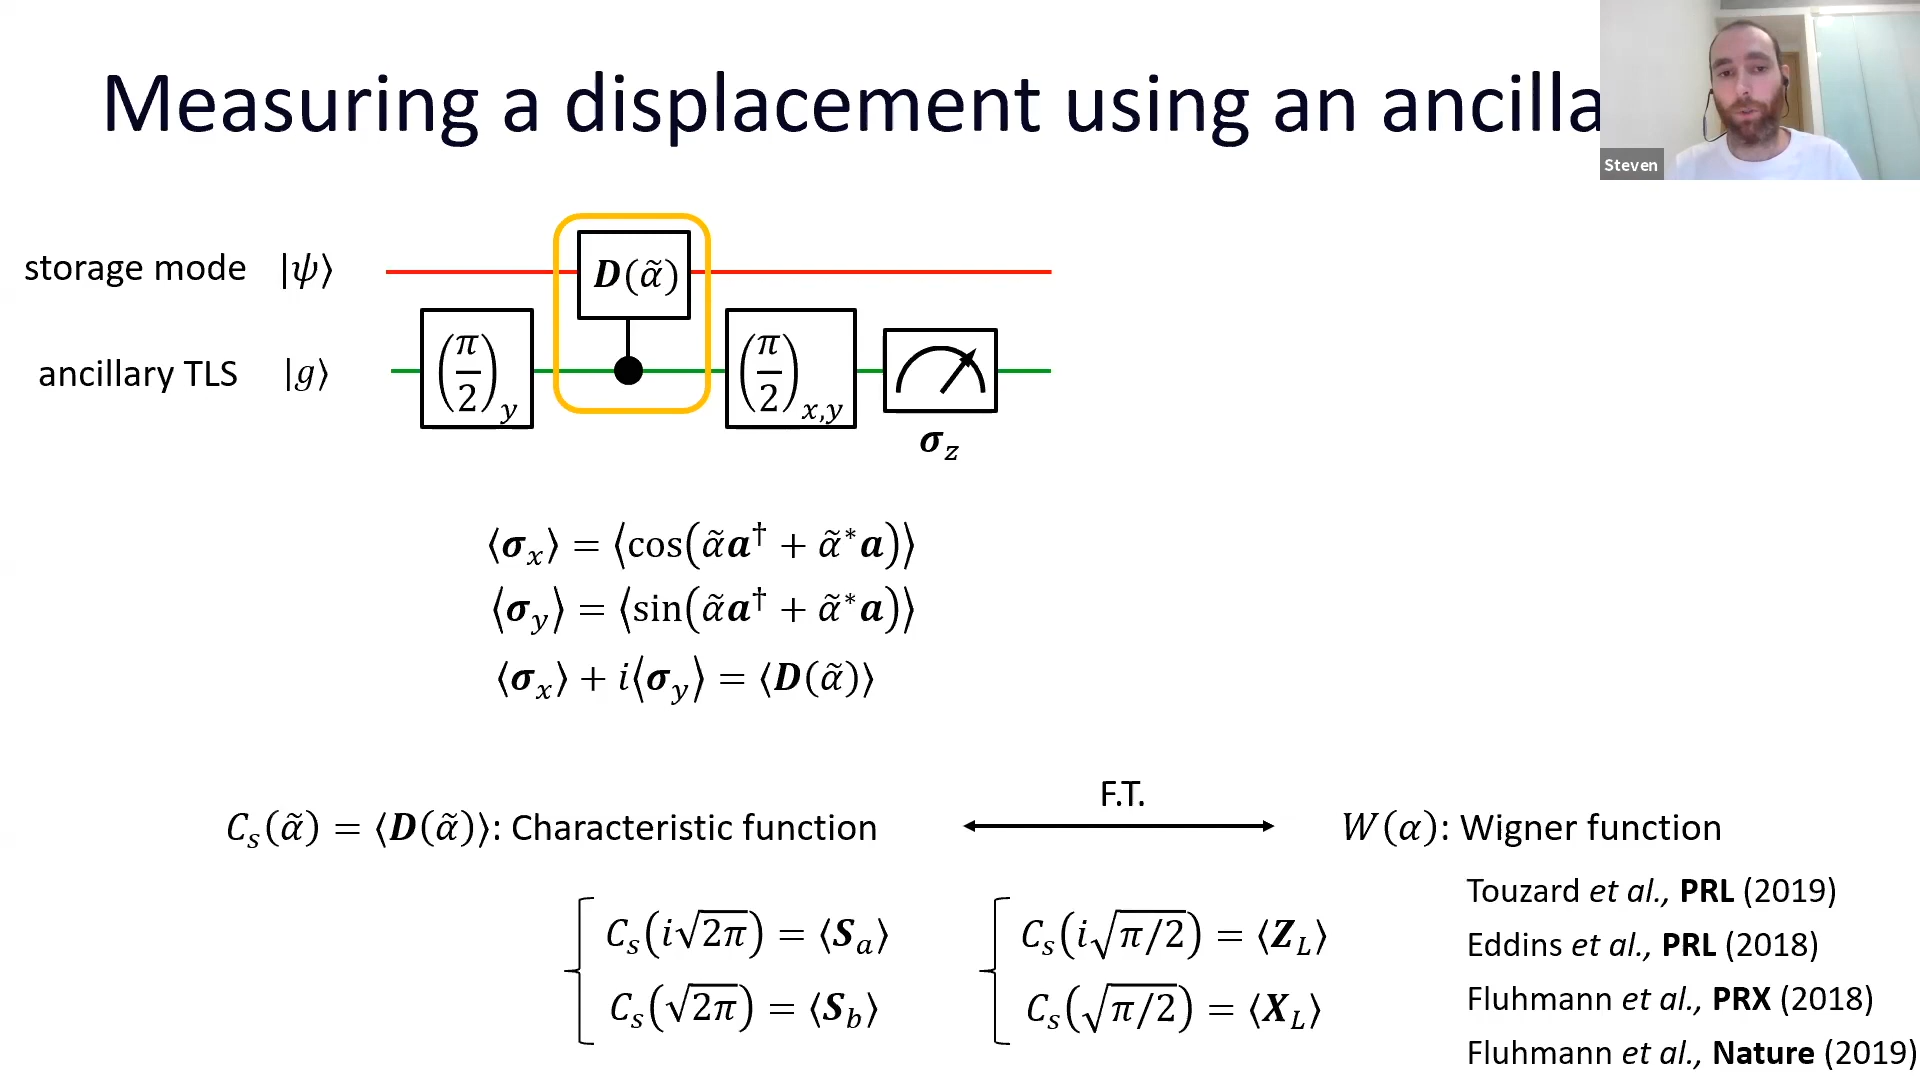 Measuring a displacement using an ancilla
Steven
storage mode |ψ⟩
D(α̃)
ancillary TLS |g⟩
(π/2)_y
(π/2)_{x,y}
σ_z
⟨σ_x⟩ = ⟨cos(α̃a† + α̃*a)⟩
⟨σ_y⟩ = ⟨sin(α̃a† + α̃*a)⟩
⟨σ_x⟩ + i⟨σ_y⟩ = ⟨D(α̃)⟩
F.T.
C_s(α̃) = ⟨D(α̃)⟩: Characteristic function
W(α): Wigner function
C_s(i√2π) = ⟨S_a⟩
C_s(√2π) = ⟨S_b⟩
C_s(i√π/2) = ⟨Z_L⟩
C_s(√π/2) = ⟨X_L⟩
Touzard et al., PRL (2019)
Eddins et al., PRL (2018)
Fluhmann et al., PRX (2018)
Fluhmann et al., Nature (2019)